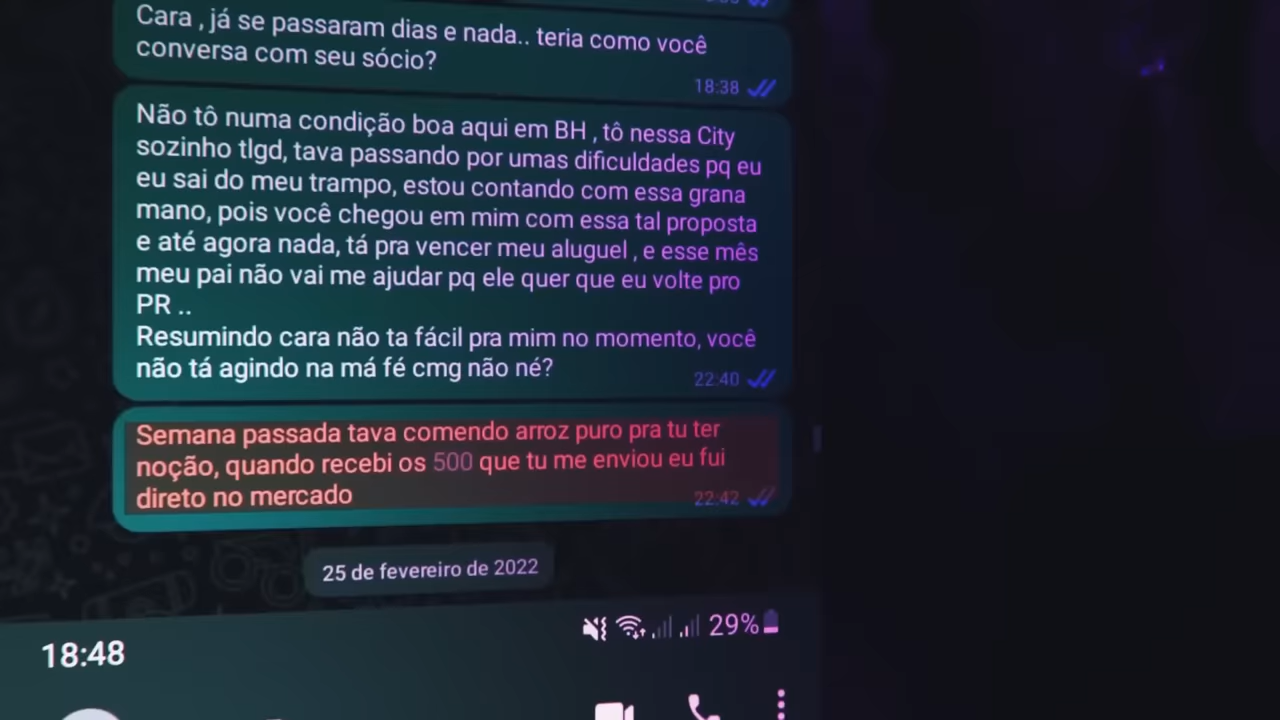 Cara , já se passaram dias e nada.. teria como você
conversa com seu sócio?
18:38
Não tô numa condição boa aqui em BH , tô nessa City
sozinho tlgd, tava passando por umas dificuldades pq eu
eu sai do meu trampo, estou contando com essa grana
mano, pois você chegou em mim com essa tal proposta
e até agora nada, tá pra vencer meu aluguel , e esse mês
meu pai não vai me ajudar pq ele quer que eu volte pro
PR ..
Resumindo cara não ta fácil pra mim no momento, você
não tá agindo na má fé cmg não né?
22:40
Semana passada tava comendo arroz puro pra tu ter
noção, quando recebi os 500 que tu me enviou eu fui
direto no mercado
22:42
25 de fevereiro de 2022
18:48
29%